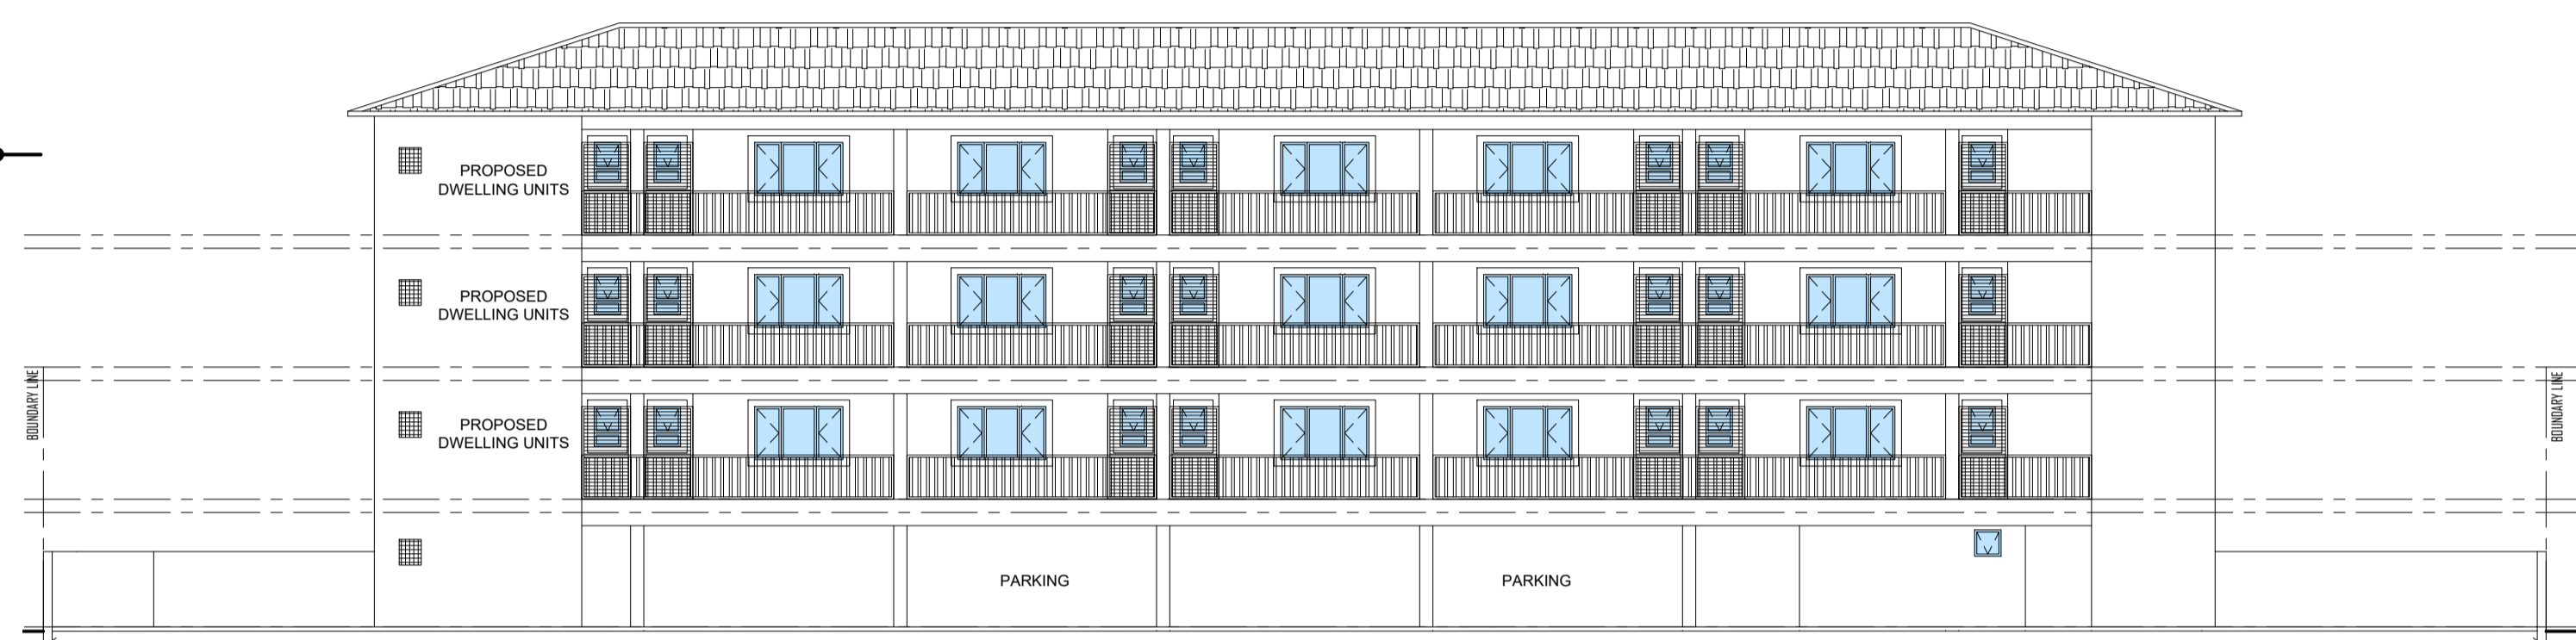 PROPOSED
DWELLING UNITS
PROPOSED
DWELLING UNITS
BOUNDARY LINE
BOUNDARY LINE
PROPOSED
DWELLING UNITS
PARKING
PARKING